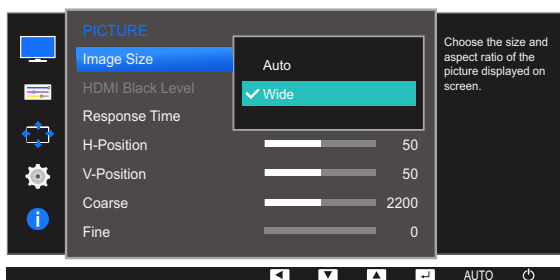 PICTURE
Image Size
HDMI Black Level
Response Time
H-Position 50
V-Position 50
Coarse 2200
Fine 0
Auto
Wide
Choose the size and
aspect ratio of the
picture displayed on
screen.
AUTO